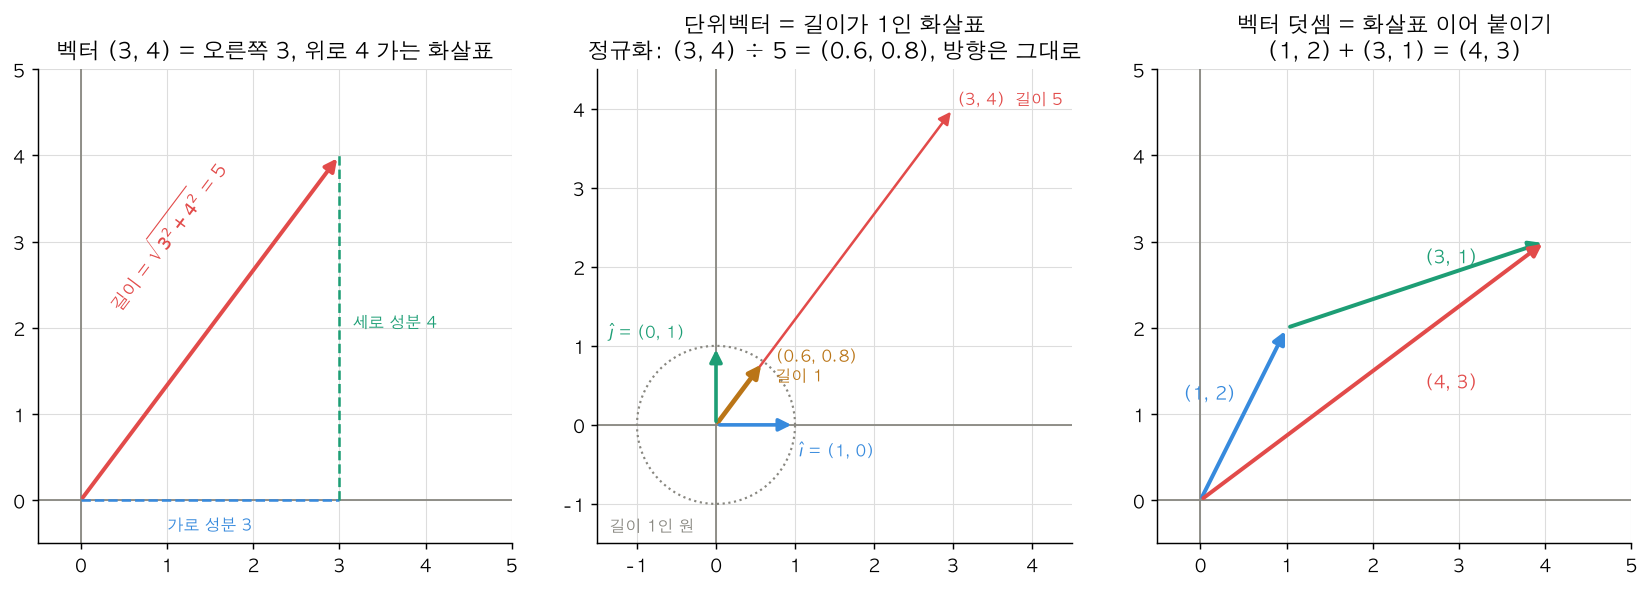 벡터 (3, 4) = 오른쪽 3, 위로 4 가는 화살표
5
4
3
2
1
0
길이 = √3² + 4² = 5
세로 성분 4
가로 성분 3
0 1 2 3 4 5
단위벡터 = 길이가 1인 화살표
정규화: (3, 4) ÷ 5 = (0.6, 0.8), 방향은 그대로
4
3
2
1
0
-1
(3, 4) 길이 5
ĵ = (0, 1)
(0.6, 0.8)
길이 1
î = (1, 0)
길이 1인 원
-1 0 1 2 3 4
벡터 덧셈 = 화살표 이어 붙이기
(1, 2) + (3, 1) = (4, 3)
5
4
3
2
1
0
(3, 1)
(1, 2)
(4, 3)
0 1 2 3 4 5